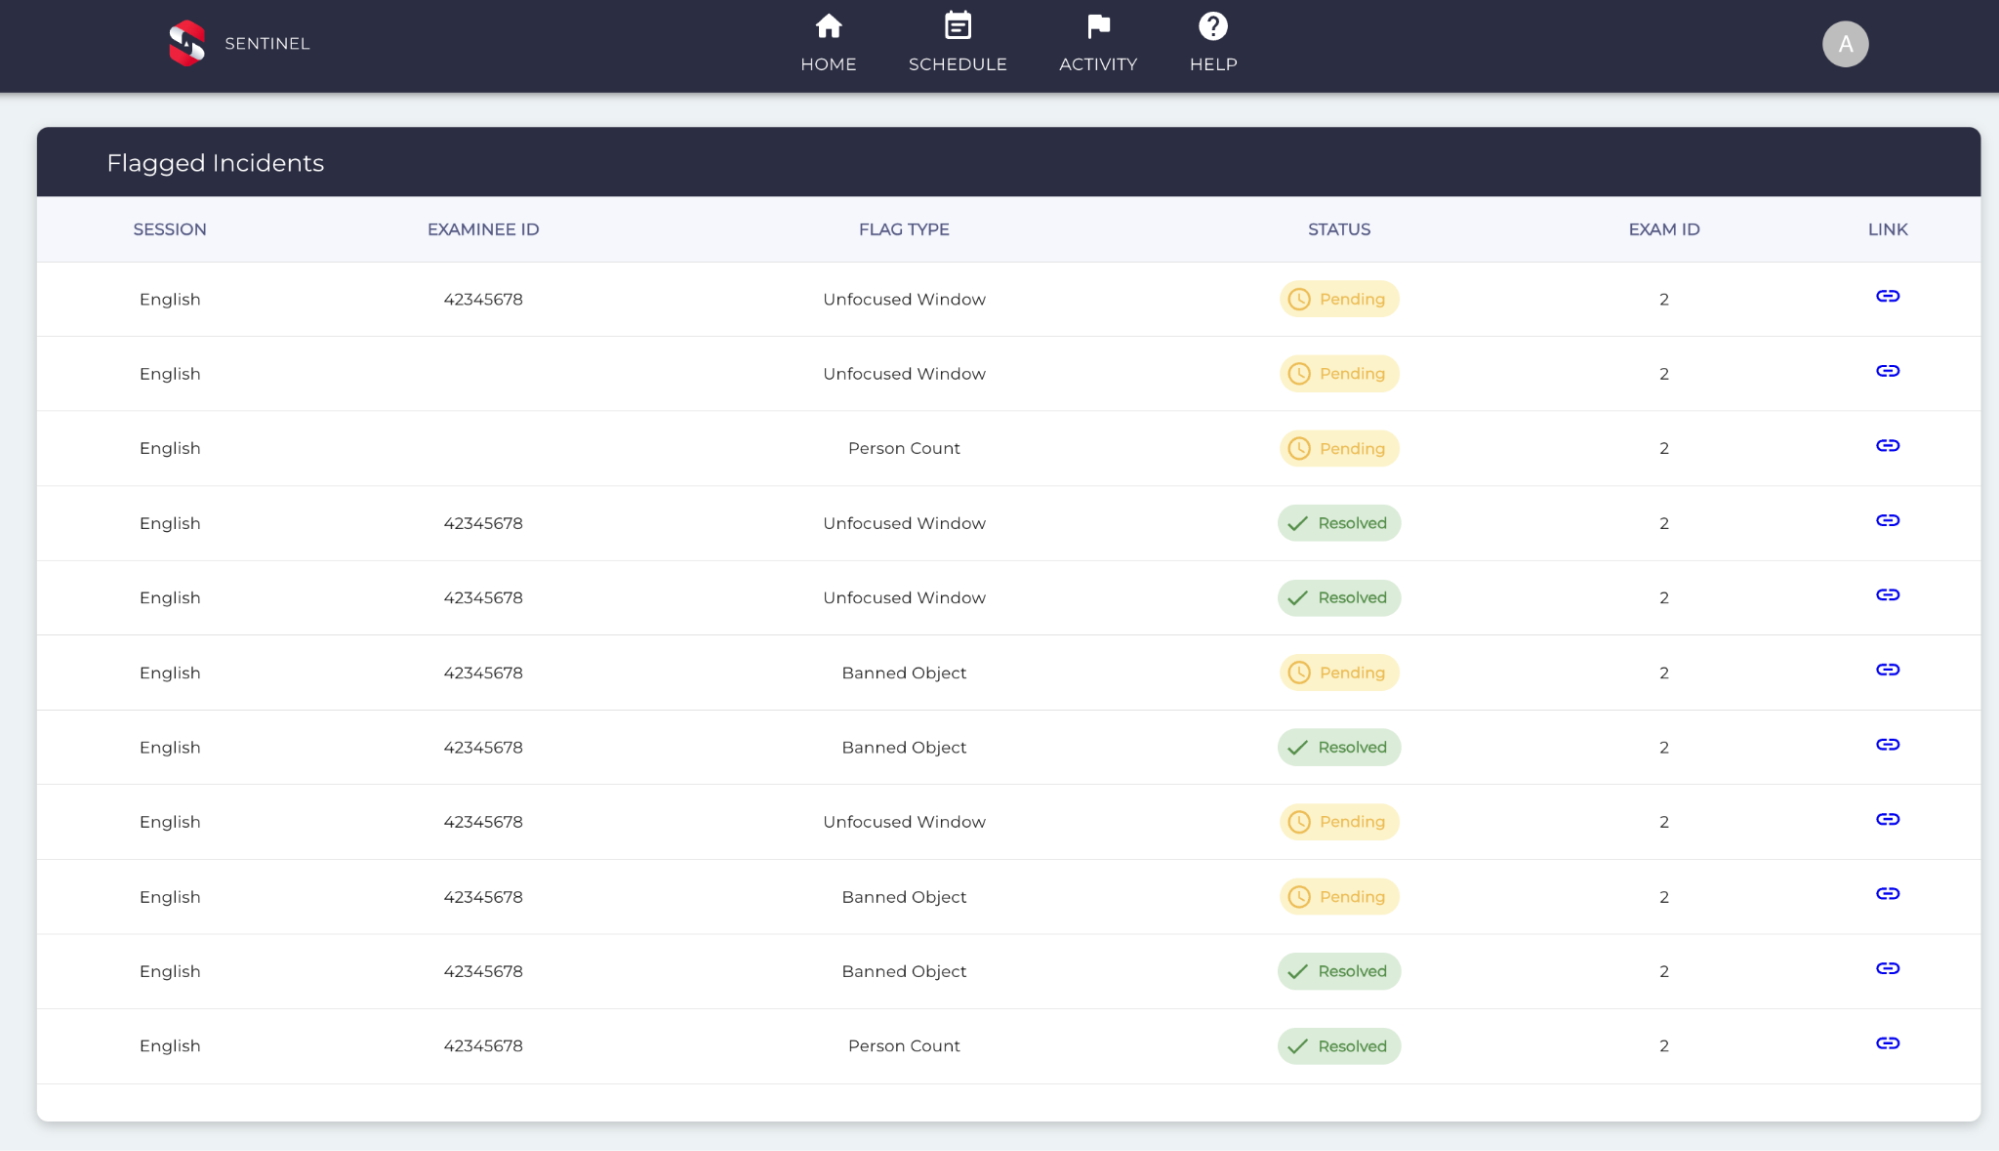 SENTINEL
HOME SCHEDULE ACTIVITY HELP
A
Flagged Incidents
SESSION EXAMINEE ID FLAG TYPE STATUS EXAM ID LINK
English 42345678 Unfocused Window Pending 2
English Unfocused Window Pending 2
English Person Count Pending 2
English 42345678 Unfocused Window Resolved 2
English 42345678 Unfocused Window Resolved 2
English 42345678 Banned Object Pending 2
English 42345678 Banned Object Resolved 2
English 42345678 Unfocused Window Pending 2
English 42345678 Banned Object Pending 2
English 42345678 Banned Object Resolved 2
English 42345678 Person Count Resolved 2